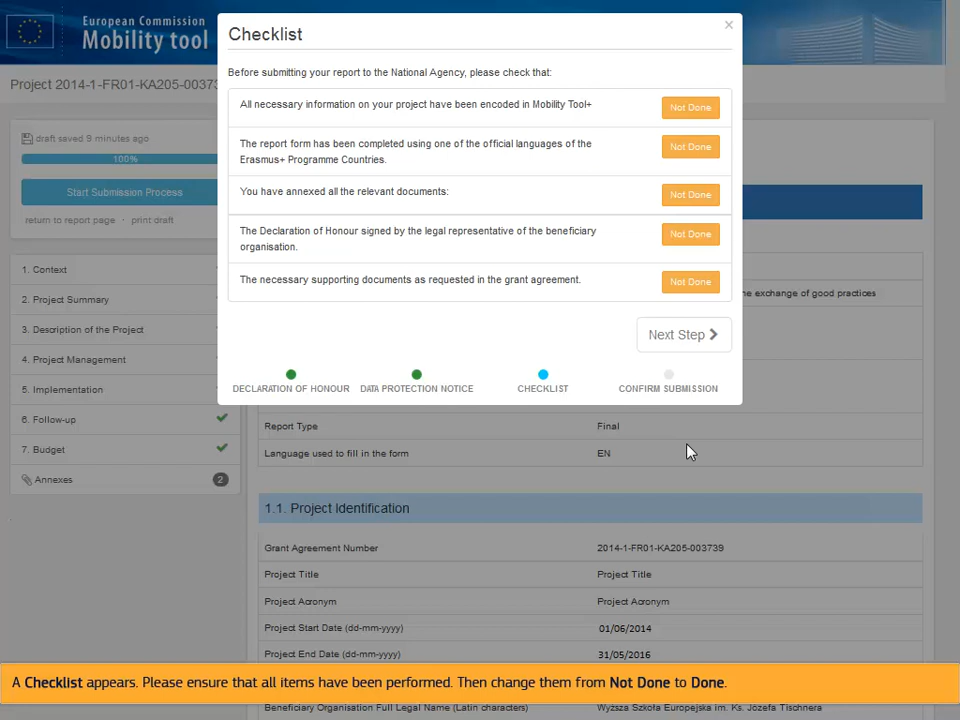 European Commission
Mobility tool
Checklist
×
Project 2014-1-FR01-KA205-00373
Before submitting your report to the National Agency, please check that:
All necessary information on your project have been encoded in Mobility Tool+
Not Done
The report form has been completed using one of the official languages of the
Erasmus+ Programme Countries.
Not Done
You have annexed all the relevant documents:
Not Done
The Declaration of Honour signed by the legal representative of the beneficiary
organisation.
Not Done
The necessary supporting documents as requested in the grant agreement.
Not Done
Next Step
DECLARATION OF HONOUR
DATA PROTECTION NOTICE
CHECKLIST
CONFIRM SUBMISSION
draft saved 9 minutes ago
100%
Start Submission Process
return to report page · print draft
1. Context
2. Project Summary
3. Description of the Project
4. Project Management
5. Implementation
6. Follow-up
7. Budget
Annexes 2
e exchange of good practices
Report Type Final
Language used to fill in the form EN
1.1. Project Identification
Grant Agreement Number 2014-1-FR01-KA205-003739
Project Title Project Title
Project Acronym Project Acronym
Project Start Date (dd-mm-yyyy) 01/06/2014
Project End Date (dd-mm-yyyy) 31/05/2016
A Checklist appears. Please ensure that all items have been performed. Then change them from Not Done to Done.
Beneficiary Organisation Full Legal Name (Latin characters) Wyższa Szkoła Europejska im. Ks. Józefa Tischnera